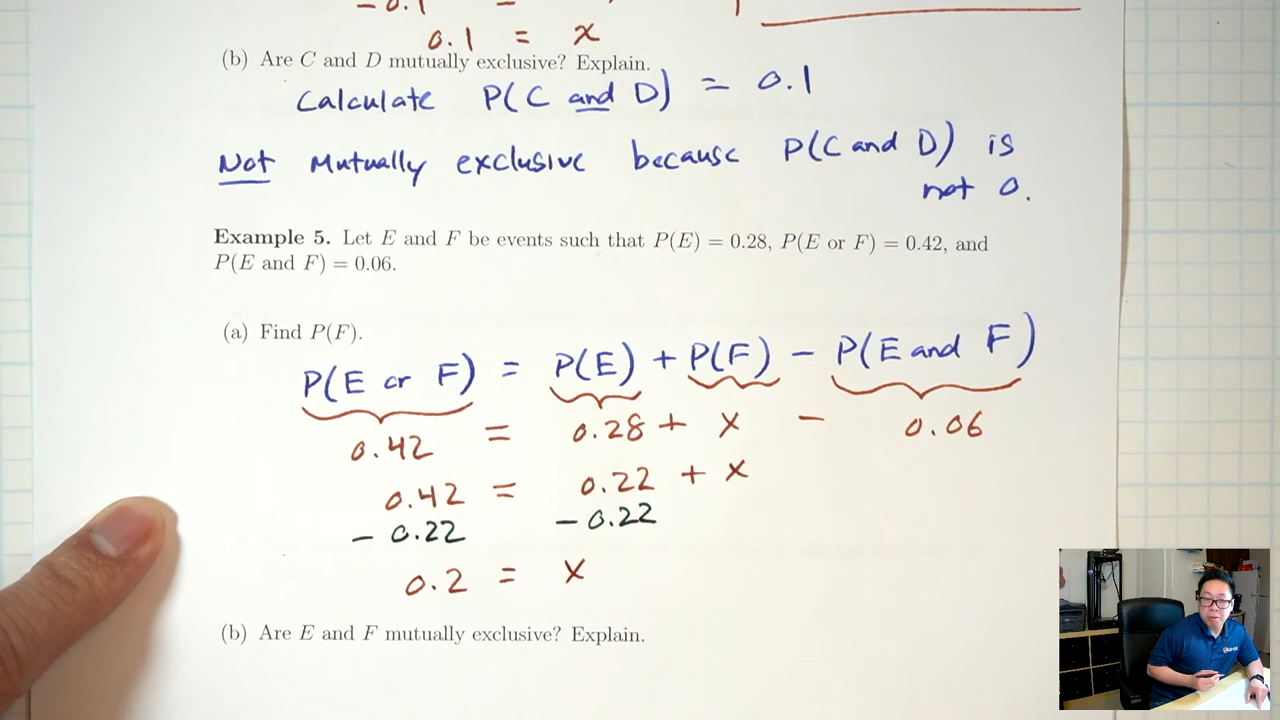 - 0.1 =
0.1 = x
(b) Are C and D mutually exclusive? Explain.
Calculate P(C and D) = 0.1
Not Mutually exclusive because P(C and D) is
not 0.
Example 5. Let E and F be events such that P(E) = 0.28, P(E or F) = 0.42, and
P(E and F) = 0.06.
(a) Find P(F).
P(E or F) = P(E) + P(F) - P(E and F)
0.42 = 0.28 + x - 0.06
0.42 = 0.22 + x
- 0.22 - 0.22
0.2 = x
(b) Are E and F mutually exclusive? Explain.